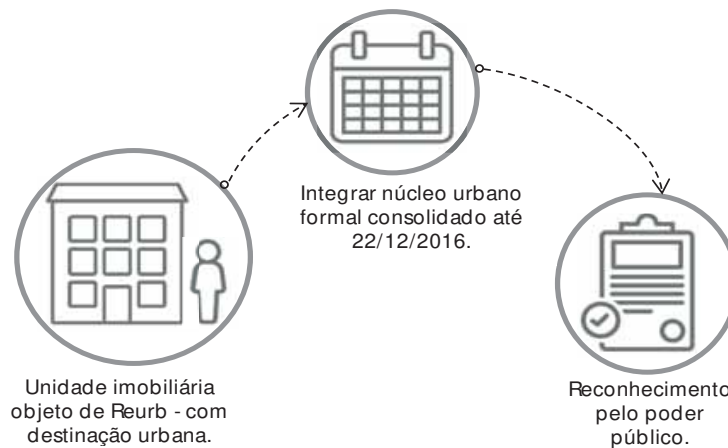 Integrar núcleo urbano
formal consolidado até
22/12/2016.
Unidade imobiliária
objeto de Reurb - com
destinação urbana.
Reconhecimento
pelo poder
público.